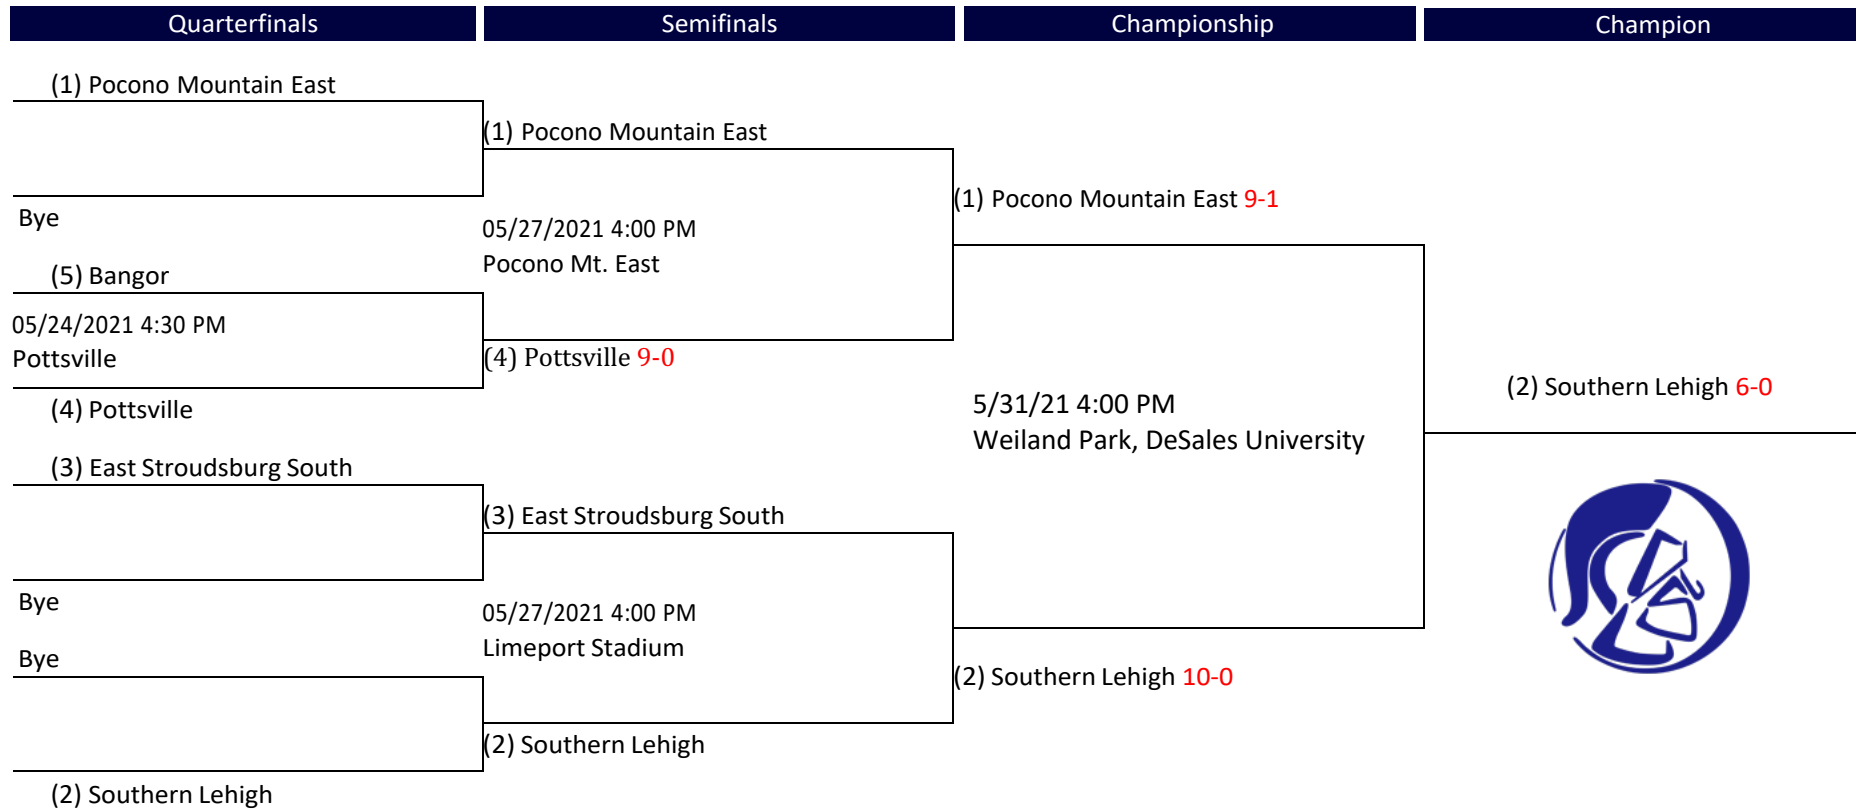 Quarterfinals
Semifinals
Championship
Champion
(1) Pocono Mountain East
Bye
(5) Bangor
05/24/2021 4:30 PM
Pottsville
(4) Pottsville
(3) East Stroudsburg South
Bye
Bye
(2) Southern Lehigh
(1) Pocono Mountain East
05/27/2021 4:00 PM
Pocono Mt. East
(4) Pottsville 9-0
(3) East Stroudsburg South
05/27/2021 4:00 PM
Limeport Stadium
(2) Southern Lehigh
(1) Pocono Mountain East 9-1
5/31/21 4:00 PM
Weiland Park, DeSales University
(2) Southern Lehigh 10-0
(2) Southern Lehigh 6-0